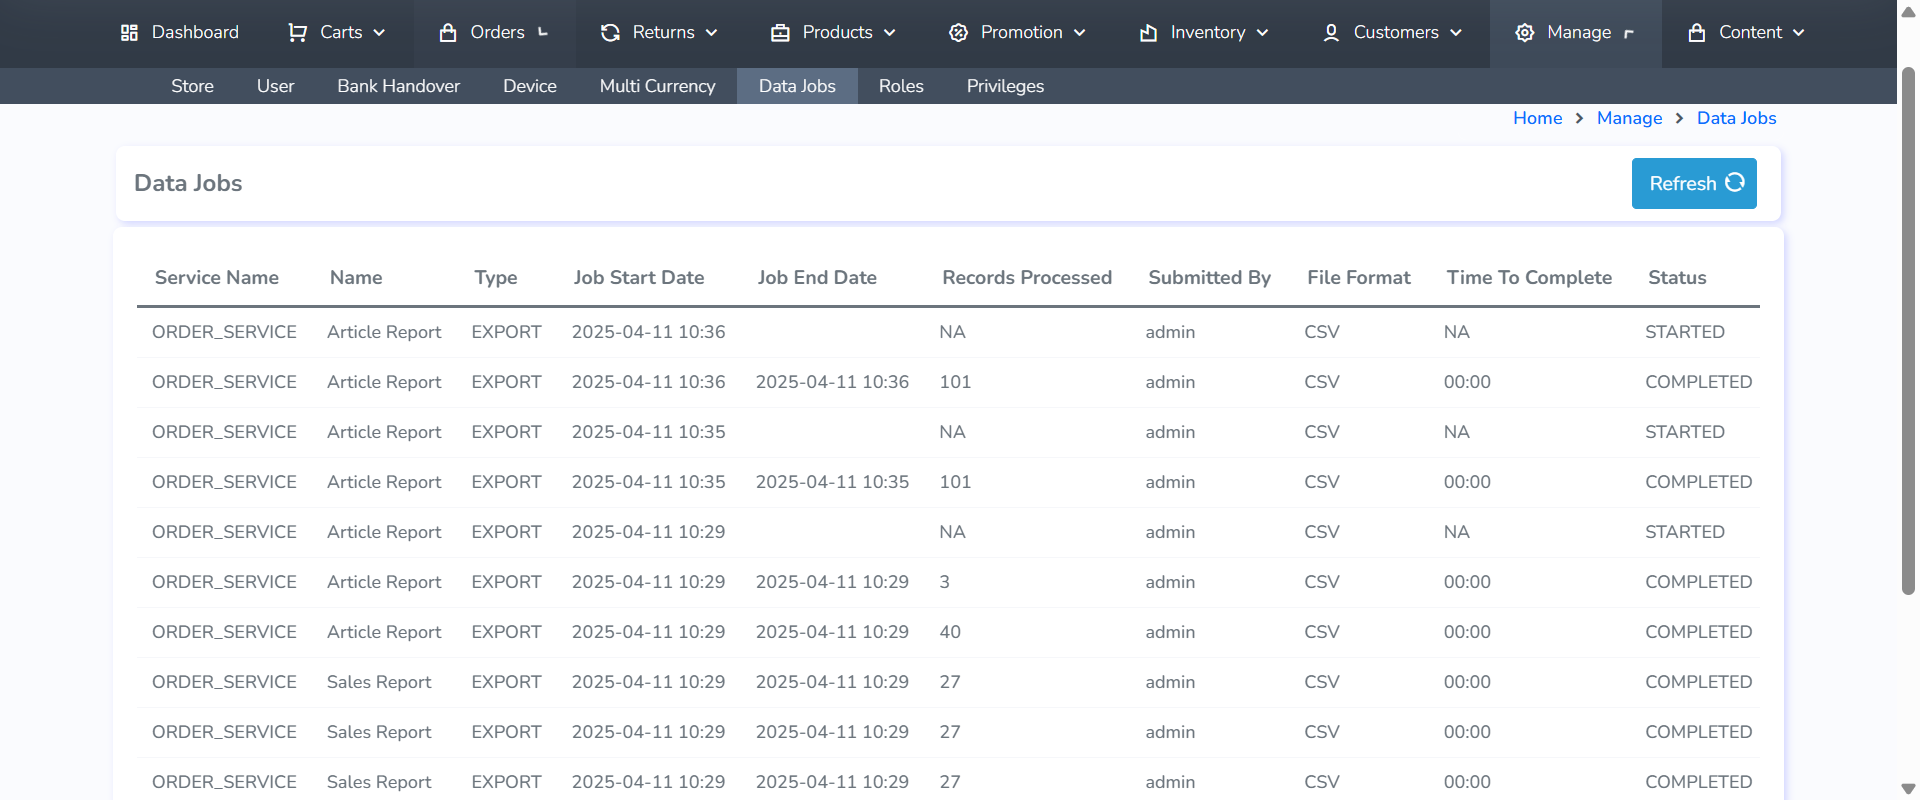 Dashboard Carts Orders Returns Products Promotion Inventory Customers Manage Content
Store User Bank Handover Device Multi Currency Data Jobs Roles Privileges
Home > Manage > Data Jobs
Data Jobs Refresh
Service Name Name Type Job Start Date Job End Date Records Processed Submitted By File Format Time To Complete Status
ORDER_SERVICE Article Report EXPORT 2025-04-11 10:36 NA admin CSV NA STARTED
ORDER_SERVICE Article Report EXPORT 2025-04-11 10:36 2025-04-11 10:36 101 admin CSV 00:00 COMPLETED
ORDER_SERVICE Article Report EXPORT 2025-04-11 10:35 NA admin CSV NA STARTED
ORDER_SERVICE Article Report EXPORT 2025-04-11 10:35 2025-04-11 10:35 101 admin CSV 00:00 COMPLETED
ORDER_SERVICE Article Report EXPORT 2025-04-11 10:29 NA admin CSV NA STARTED
ORDER_SERVICE Article Report EXPORT 2025-04-11 10:29 2025-04-11 10:29 3 admin CSV 00:00 COMPLETED
ORDER_SERVICE Article Report EXPORT 2025-04-11 10:29 2025-04-11 10:29 40 admin CSV 00:00 COMPLETED
ORDER_SERVICE Sales Report EXPORT 2025-04-11 10:29 2025-04-11 10:29 27 admin CSV 00:00 COMPLETED
ORDER_SERVICE Sales Report EXPORT 2025-04-11 10:29 2025-04-11 10:29 27 admin CSV 00:00 COMPLETED
ORDER_SERVICE Sales Report EXPORT 2025-04-11 10:29 2025-04-11 10:29 27 admin CSV 00:00 COMPLETED